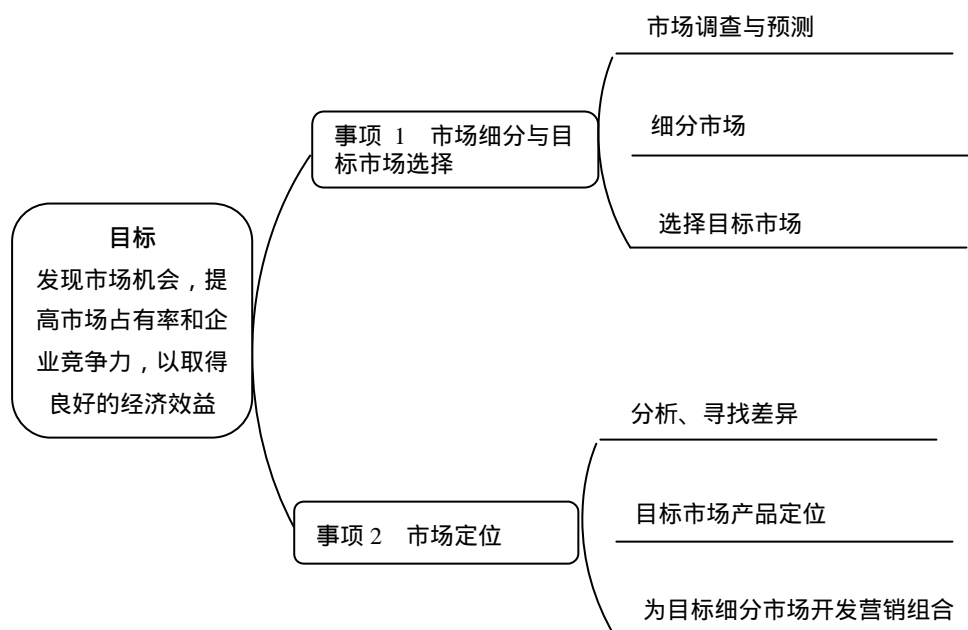 目标
发现市场机会，提
高市场占有率和企
业竞争力，以取得
良好的经济效益
事项 1 市场细分与目
标市场选择
市场调查与预测
细分市场
选择目标市场
事项 2 市场定位
分析、寻找差异
目标市场产品定位
为目标细分市场开发营销组合